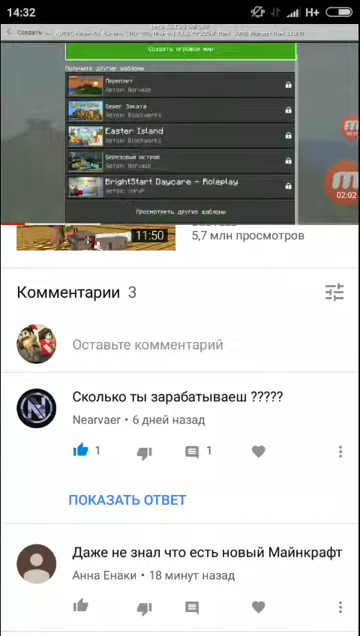 14:32
H+
Создать
Создать игровой мир
Получите другие шаблоны
Переплет
Автор: Norvale
Берег Заката
Автор: Blockworks
Easter Island
Автор: Blockworks
Березовый остров
Автор: Norvale
BrightStart Daycare - Roleplay
Просмотреть другие шаблоны
02:02
11:50
5,7 млн просмотров
Комментарии 3
Оставьте комментарий
Сколько ты зарабатываеш ?????
Nearvaer • 6 дней назад
1
1
ПОКАЗАТЬ ОТВЕТ
Даже не знал что есть новый Майнкрафт
Анна Енаки • 18 минут назад